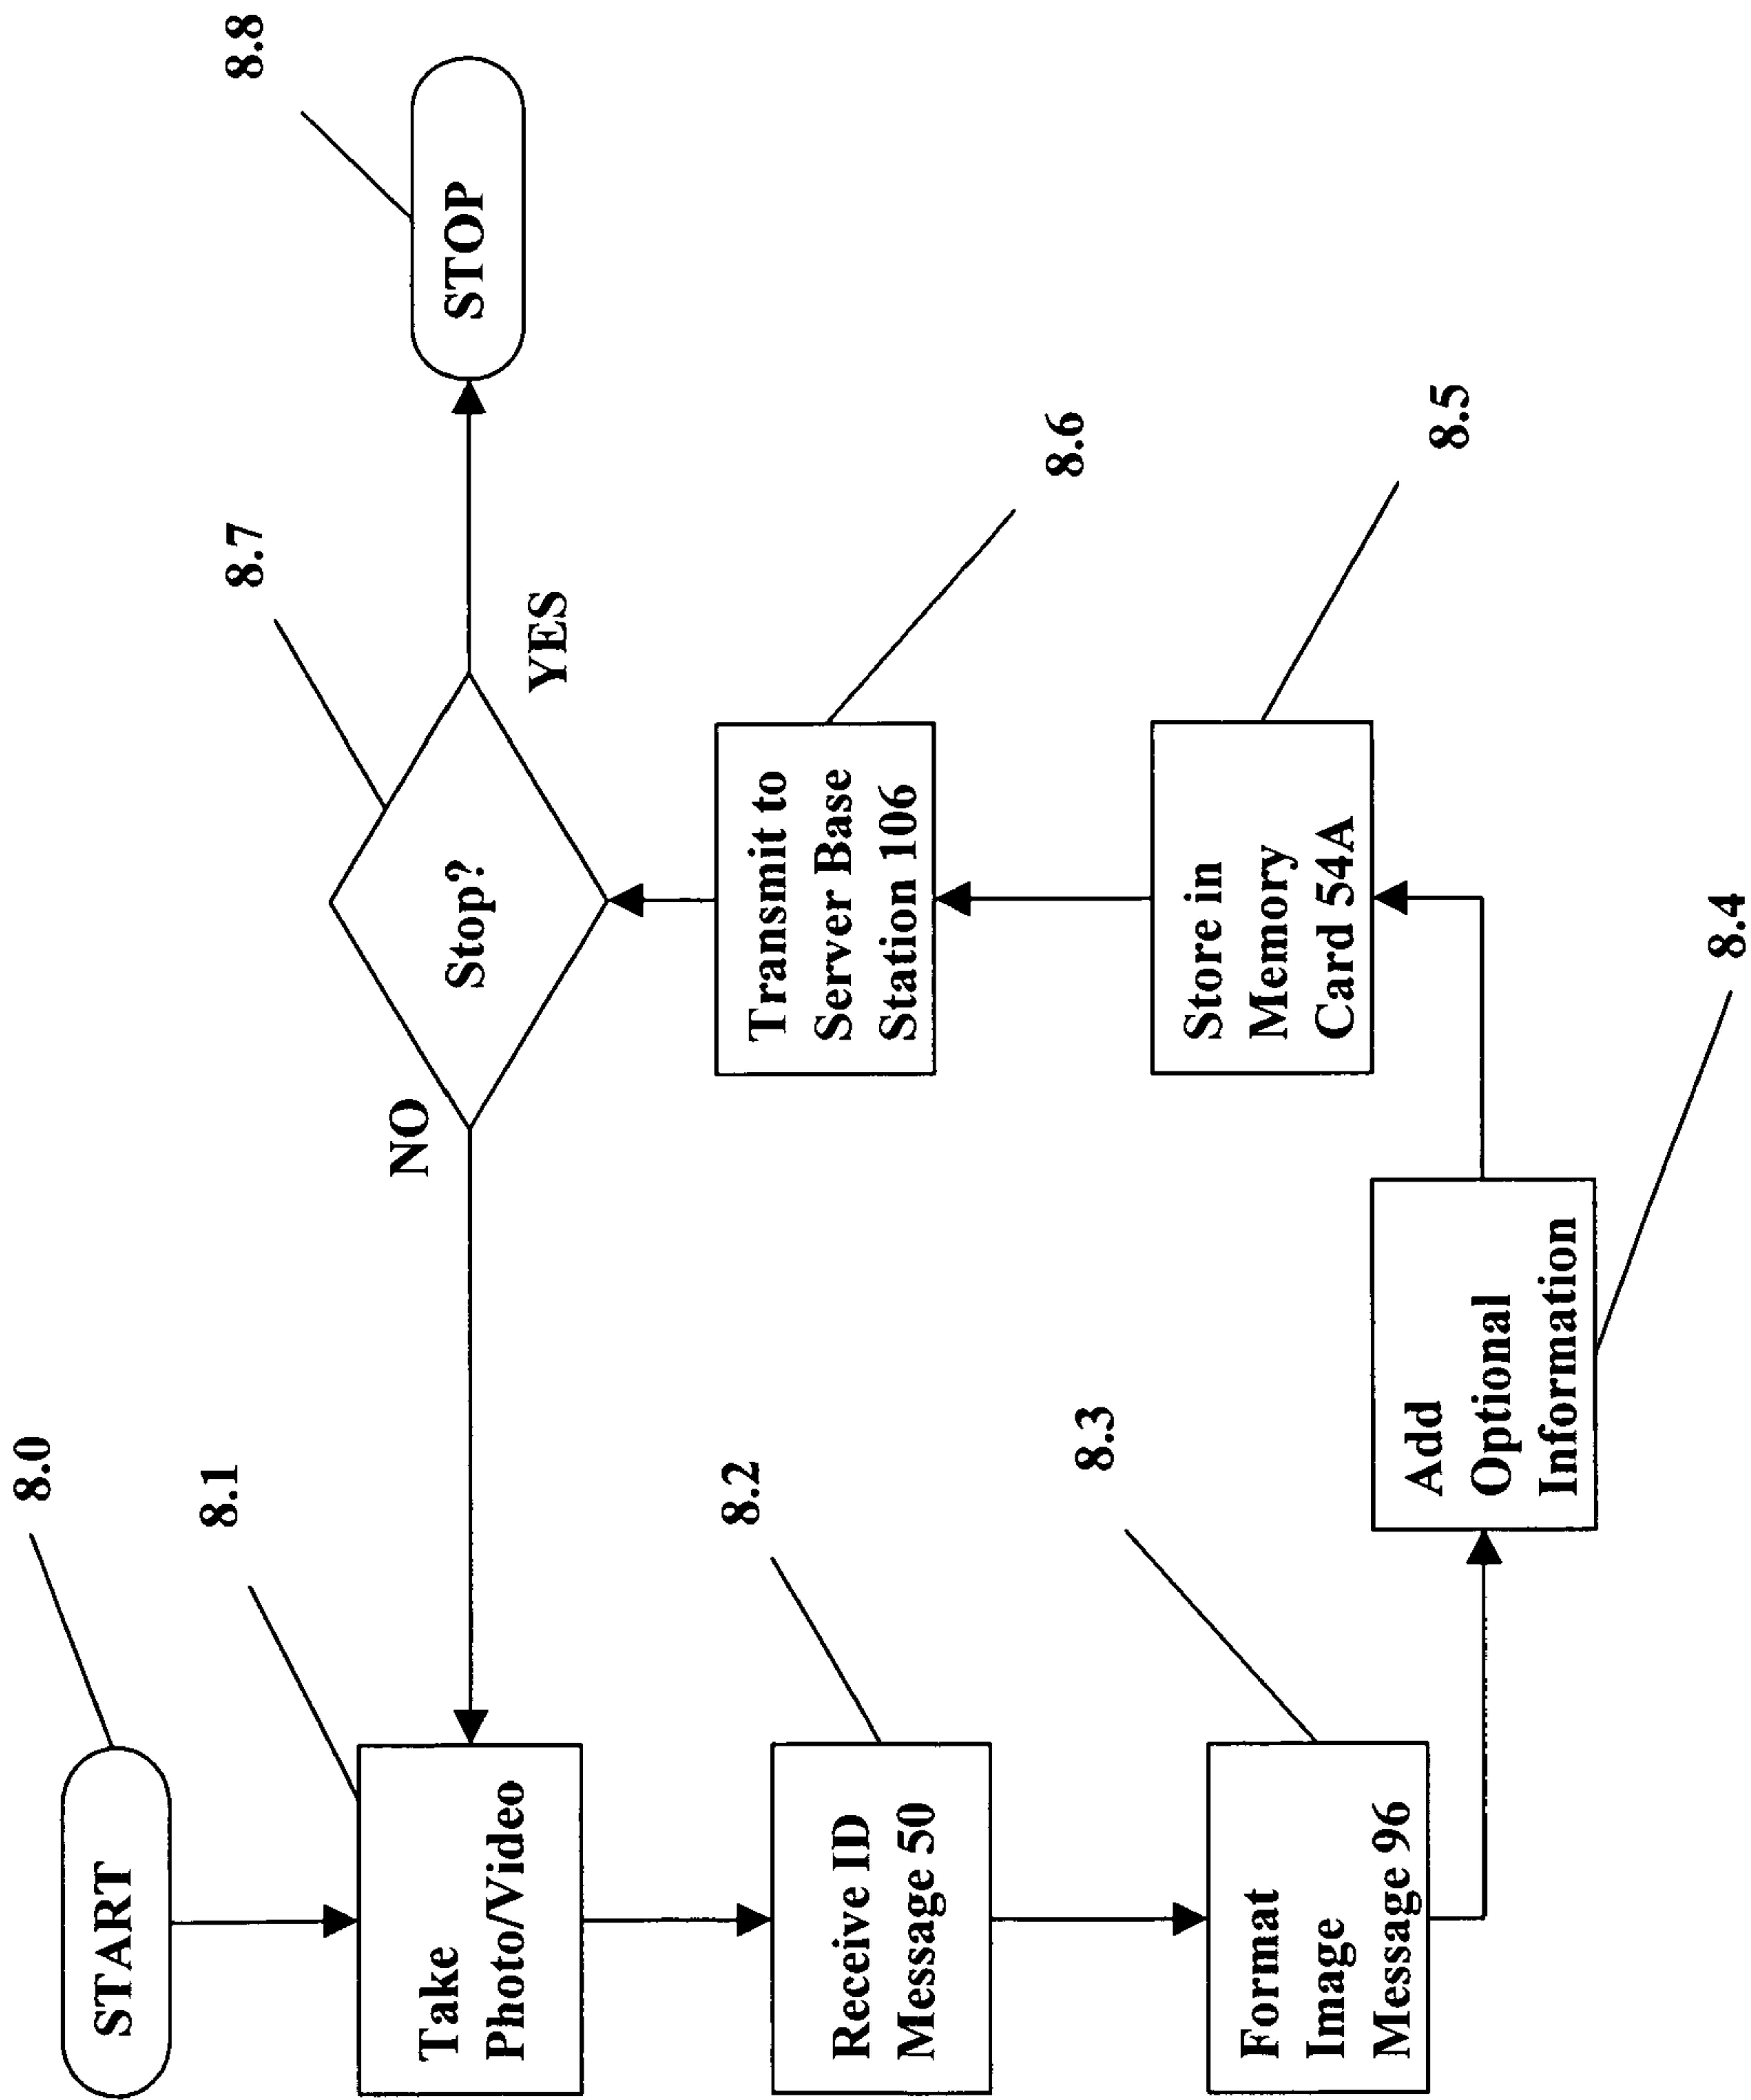 8.0
START
8.1
Take
Photo/Video
8.2
Receive ID
Message 50
8.3
Format
Image
Message 96
8.4
Add
Optional
Information
8.5
Store in
Memory
Card 54A
8.6
Transmit to
Server Base
Station 106
8.7
Stop?
NO
YES
8.8
STOP